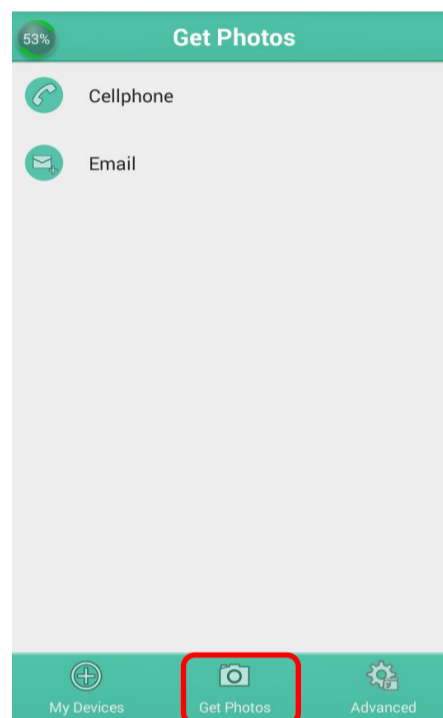 53%
Get Photos
Cellphone
Email
My Devices
Get Photos
Advanced